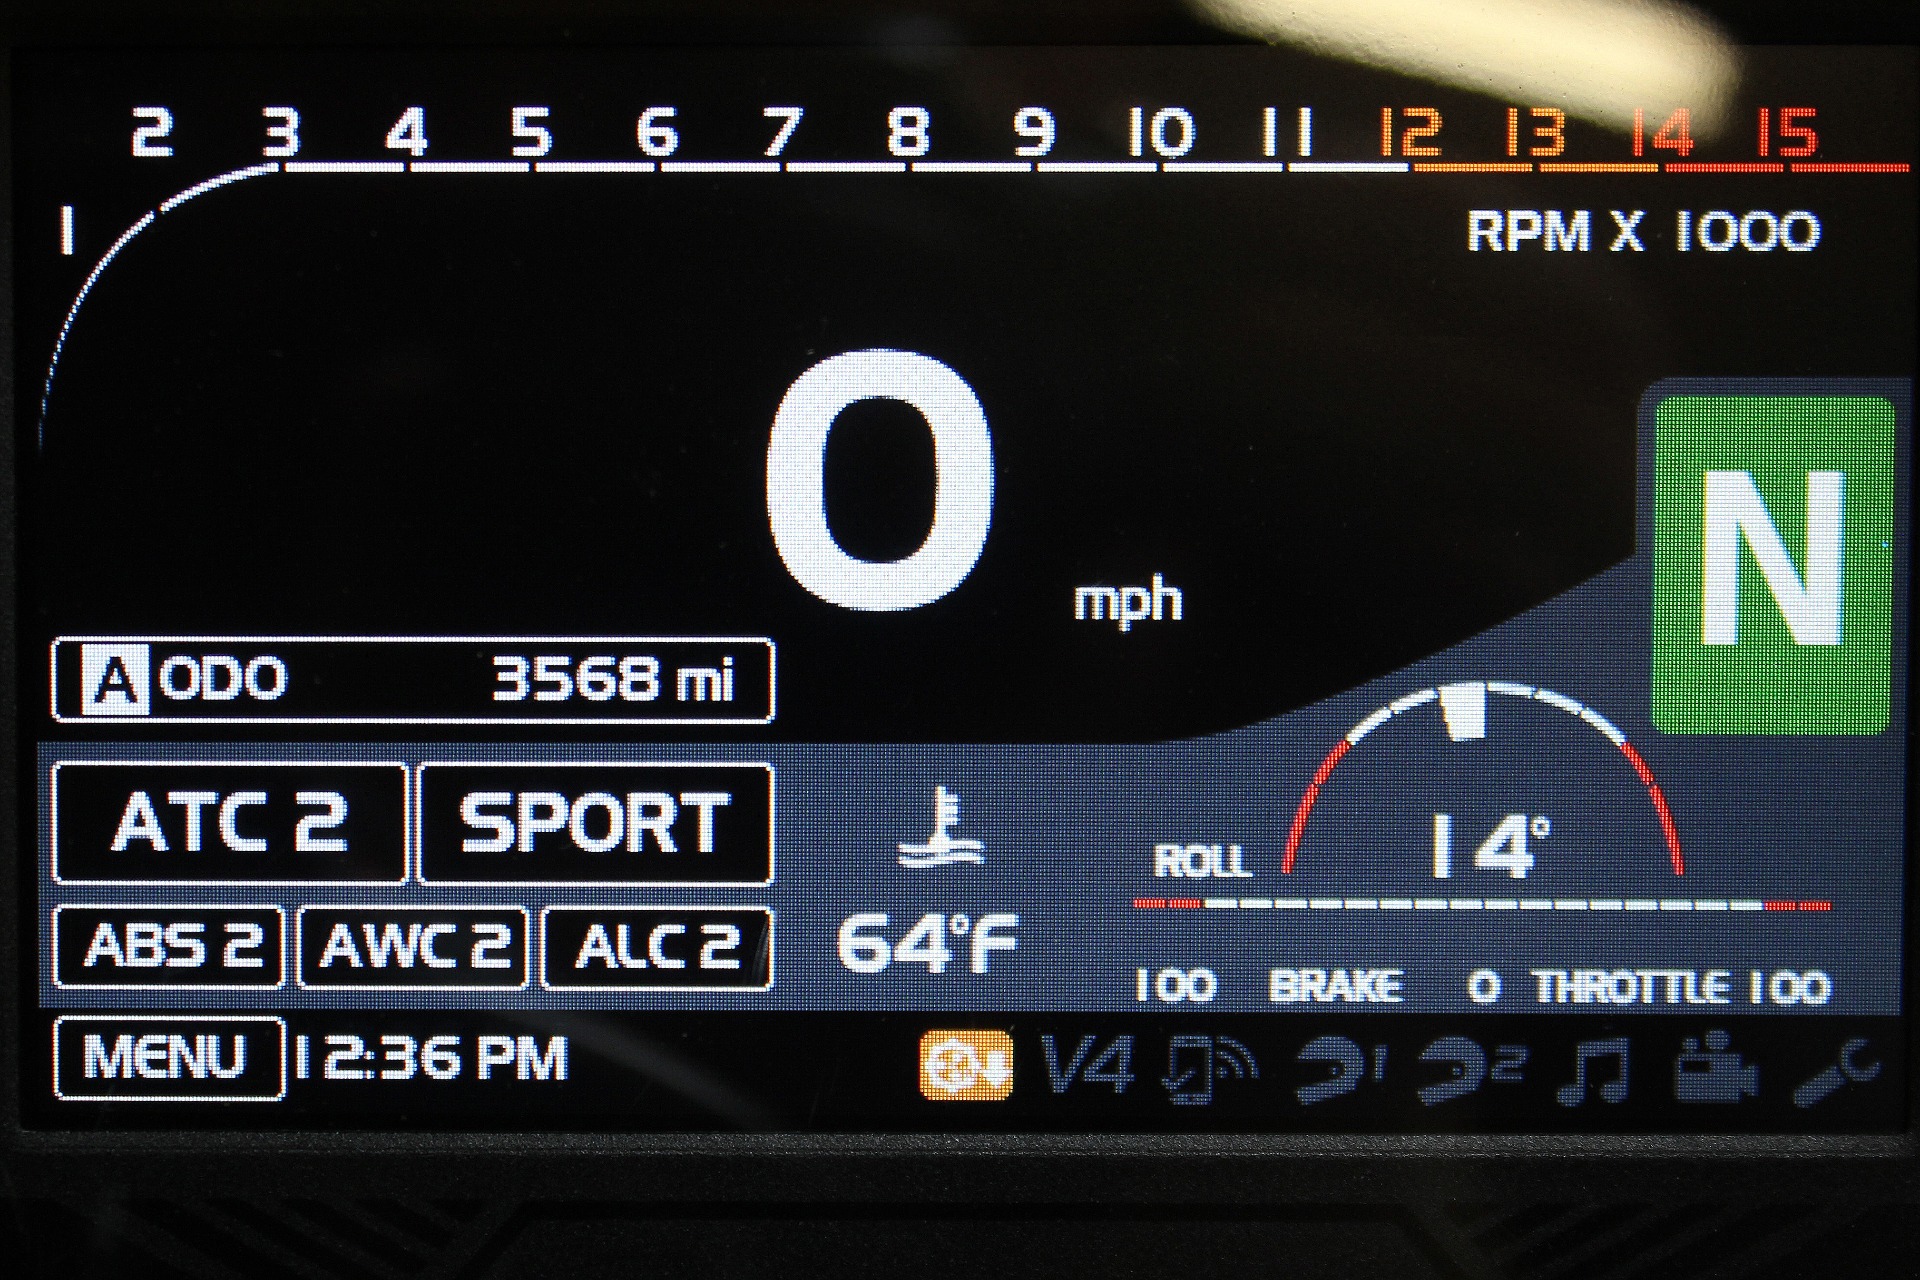 1 2 3 4 5 6 7 8 9 10 11 12 13 14 15
RPM X 1000
0 mph
N
A ODO 3568 mi
ATC 2 SPORT
ABS 2 AWC 2 ALC 2
64°F
ROLL 14°
100 BRAKE 0 THROTTLE 100
MENU 12:36 PM
V4 1 2